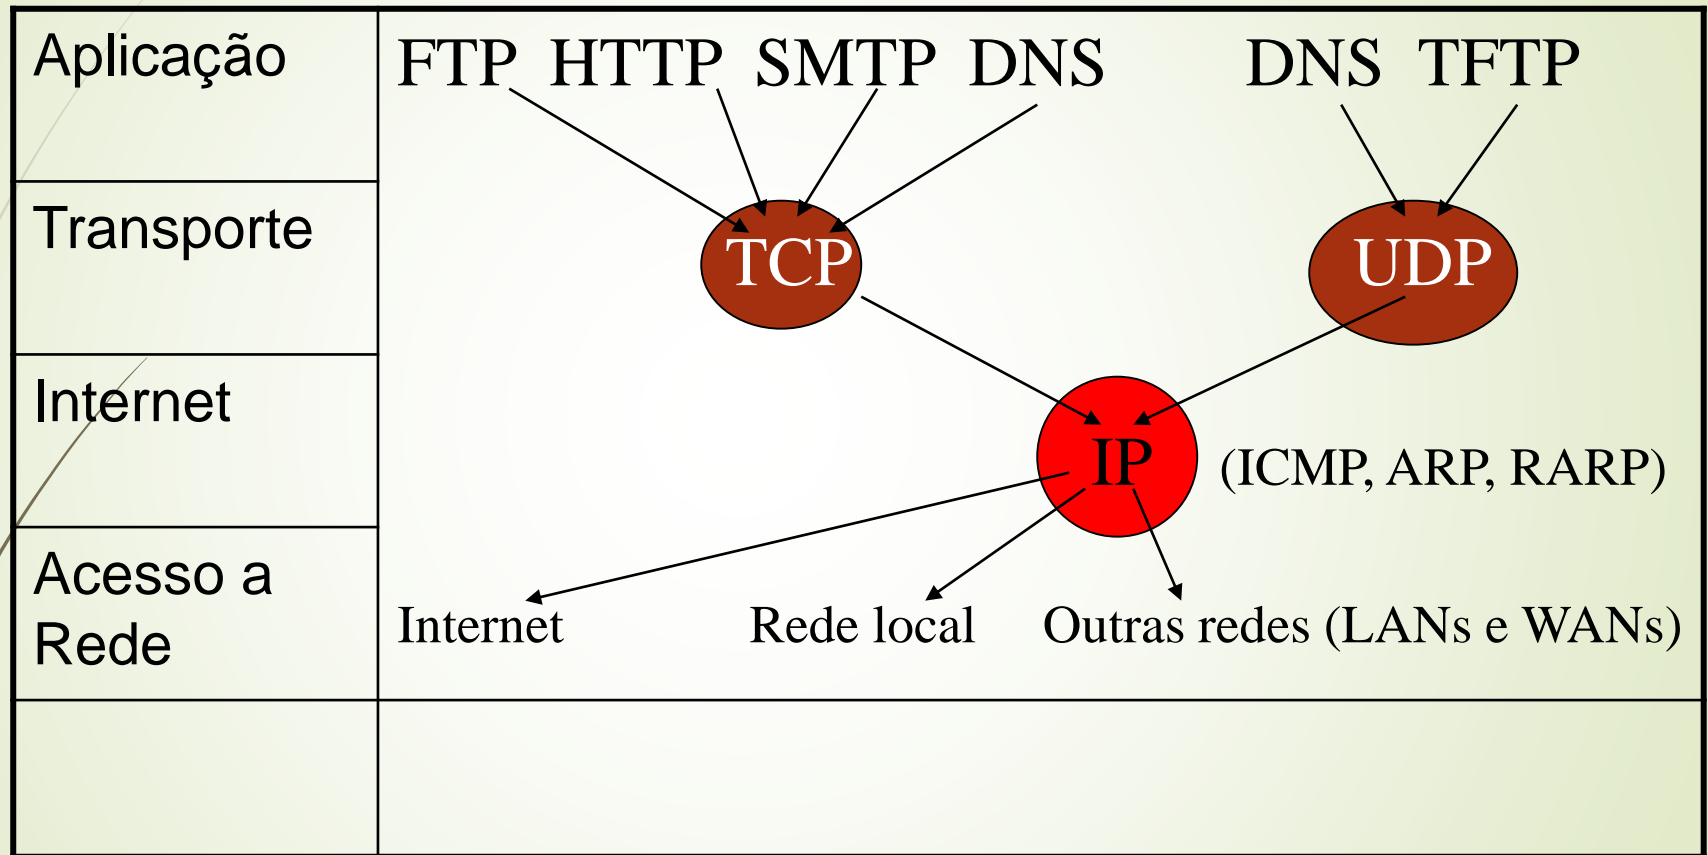 Aplicação
FTP HTTP SMTP DNS DNS TFTP
Transporte
TCP UDP
Internet
IP (ICMP, ARP, RARP)
Acesso a
Rede
Internet Rede local Outras redes (LANs e WANs)